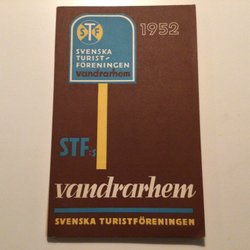 STF
SVENSKA
TURIST-
FÖRENINGEN
vandrarhem
1952
STF:s
vandrarhem
SVENSKA TURISTFÖRENINGEN